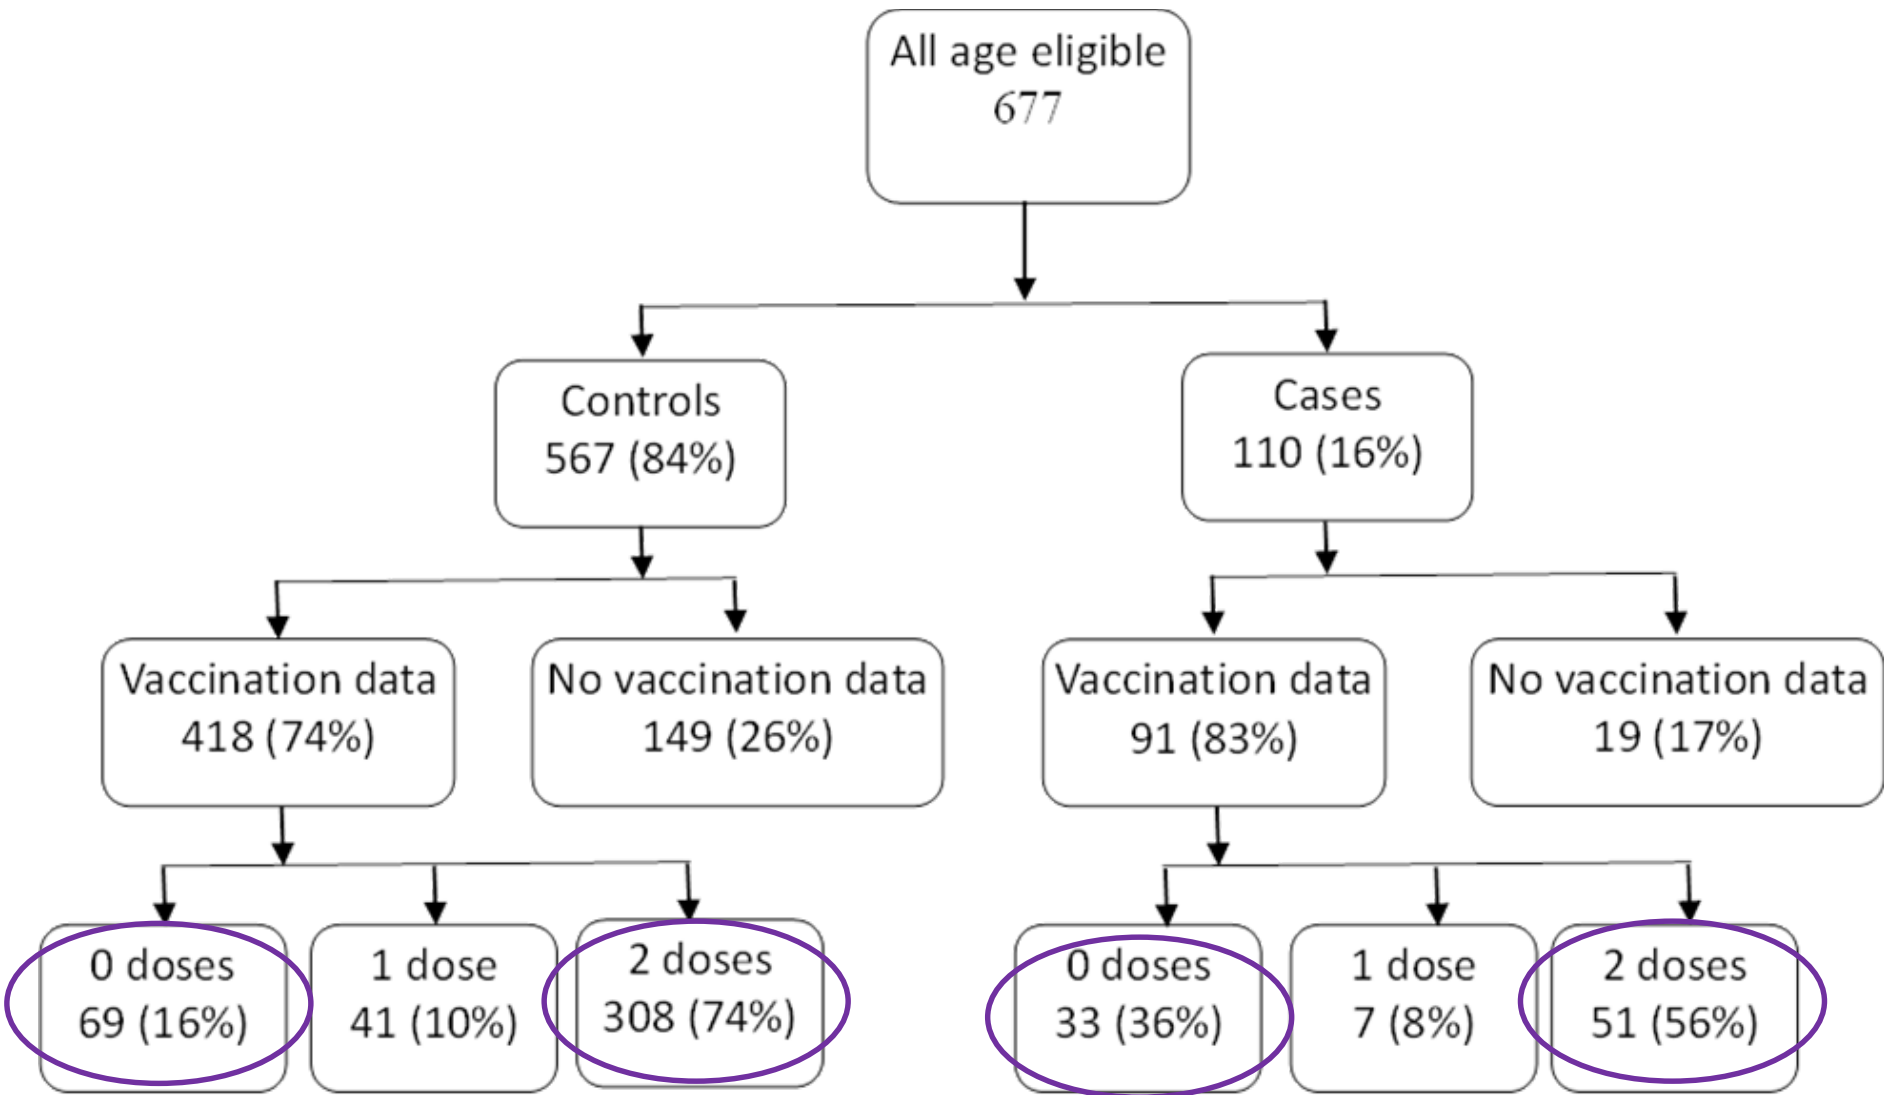 All age eligible
677
Controls
567 (84%)
Cases
110 (16%)
Vaccination data
418 (74%)
No vaccination data
149 (26%)
Vaccination data
91 (83%)
No vaccination data
19 (17%)
0 doses
69 (16%)
1 dose
41 (10%)
2 doses
308 (74%)
0 doses
33 (36%)
1 dose
7 (8%)
2 doses
51 (56%)